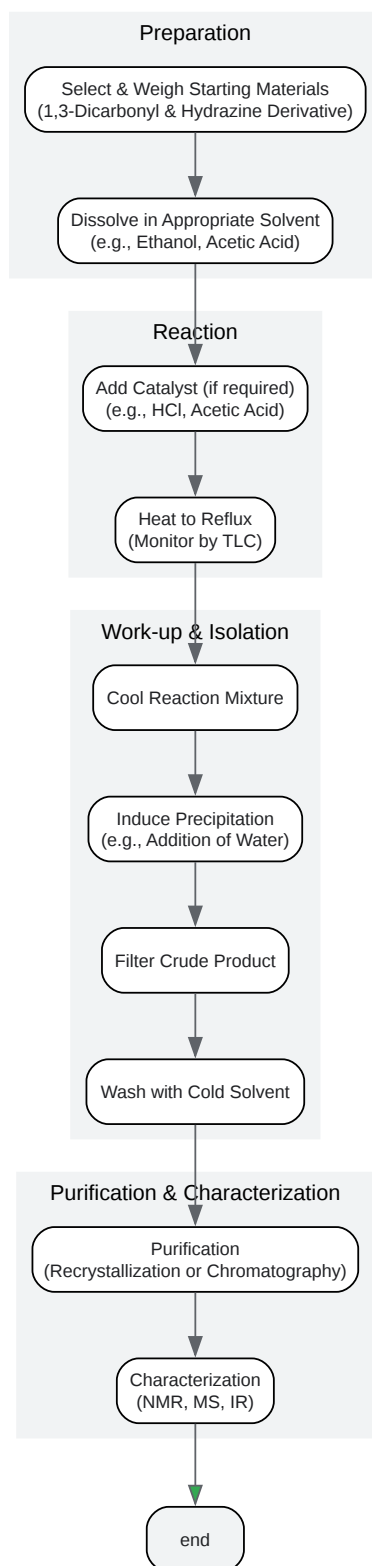 Preparation
Select & Weigh Starting Materials
(1,3-Dicarbonyl & Hydrazine Derivative)
Dissolve in Appropriate Solvent
(e.g., Ethanol, Acetic Acid)
Reaction
Add Catalyst (if required)
(e.g., HCl, Acetic Acid)
Heat to Reflux
(Monitor by TLC)
Work-up & Isolation
Cool Reaction Mixture
Induce Precipitation
(e.g., Addition of Water)
Filter Crude Product
Wash with Cold Solvent
Purification & Characterization
Purification
(Recrystallization or Chromatography)
Characterization
(NMR, MS, IR)
end